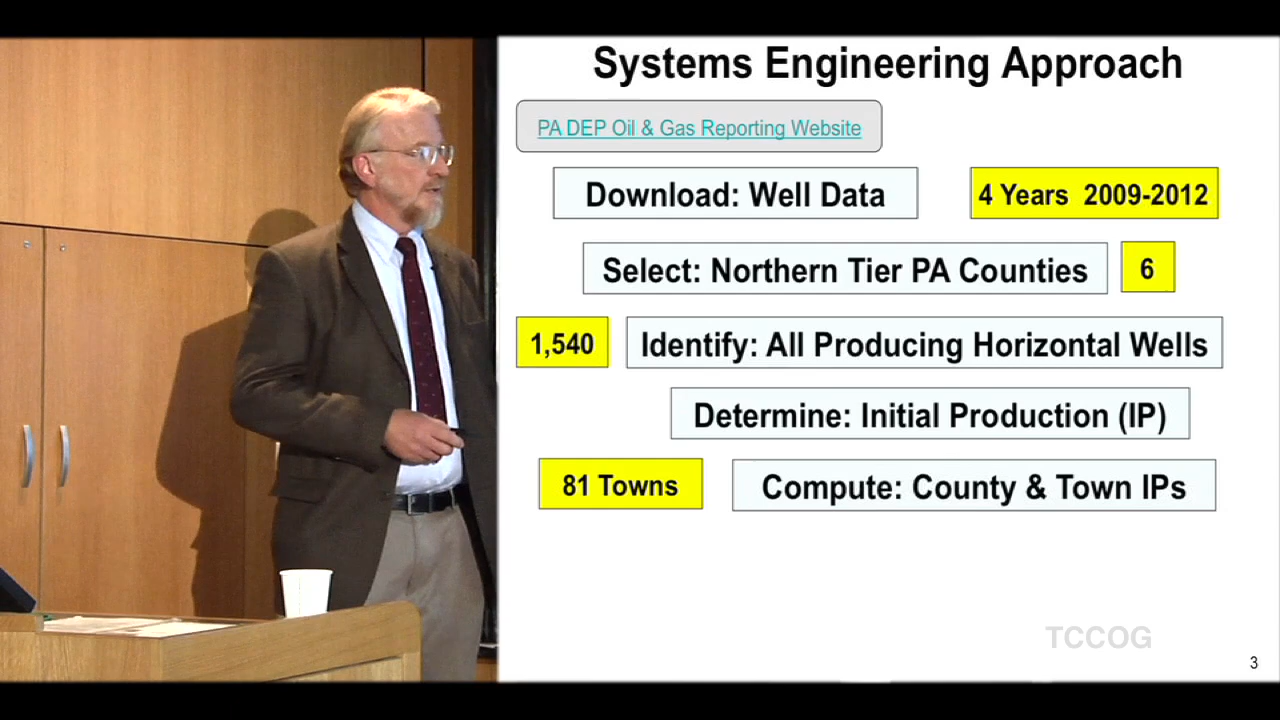 Systems Engineering Approach
PA DEP Oil & Gas Reporting Website
Download: Well Data
4 Years 2009-2012
Select: Northern Tier PA Counties
6
1,540
Identify: All Producing Horizontal Wells
Determine: Initial Production (IP)
81 Towns
Compute: County & Town IPs
TCCOG
3